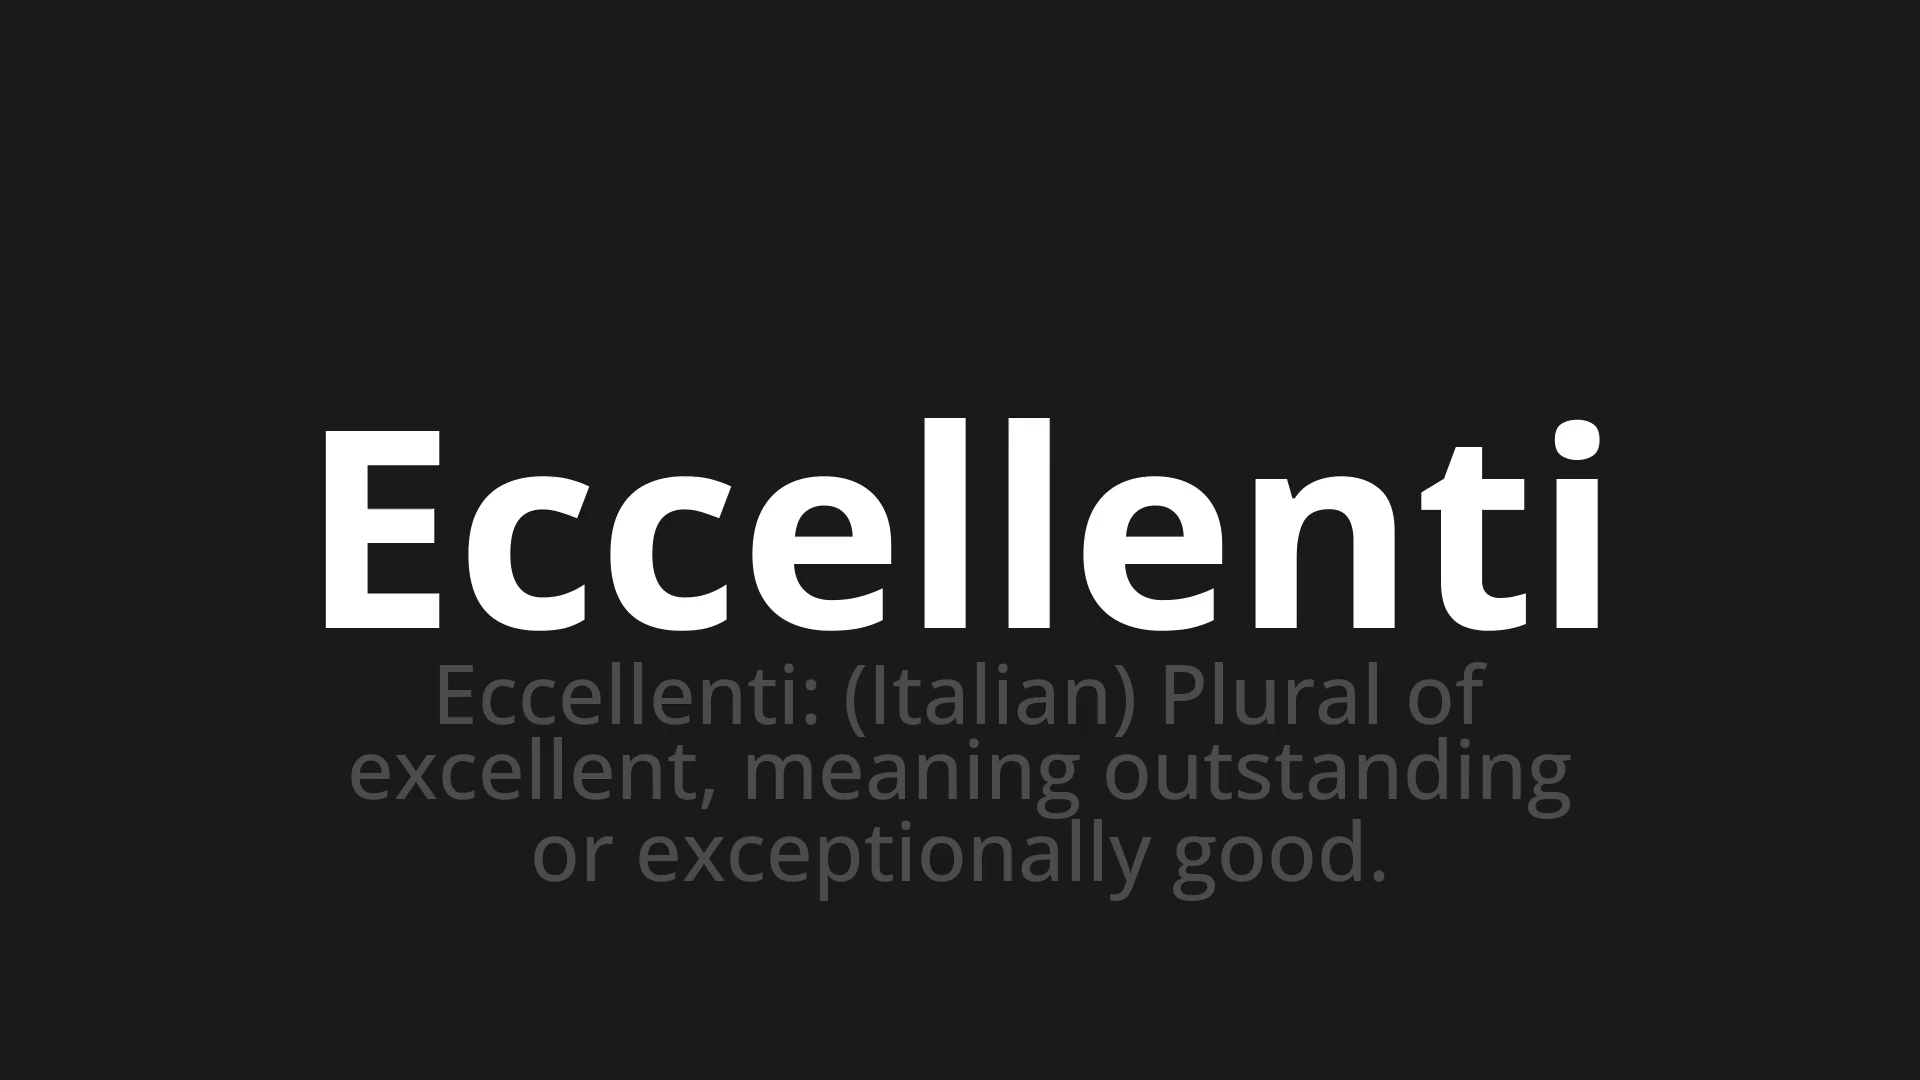 Eccellenti
Eccellenti: (Italian) Plural of
excellent, meaning outstanding
or exceptionally good.